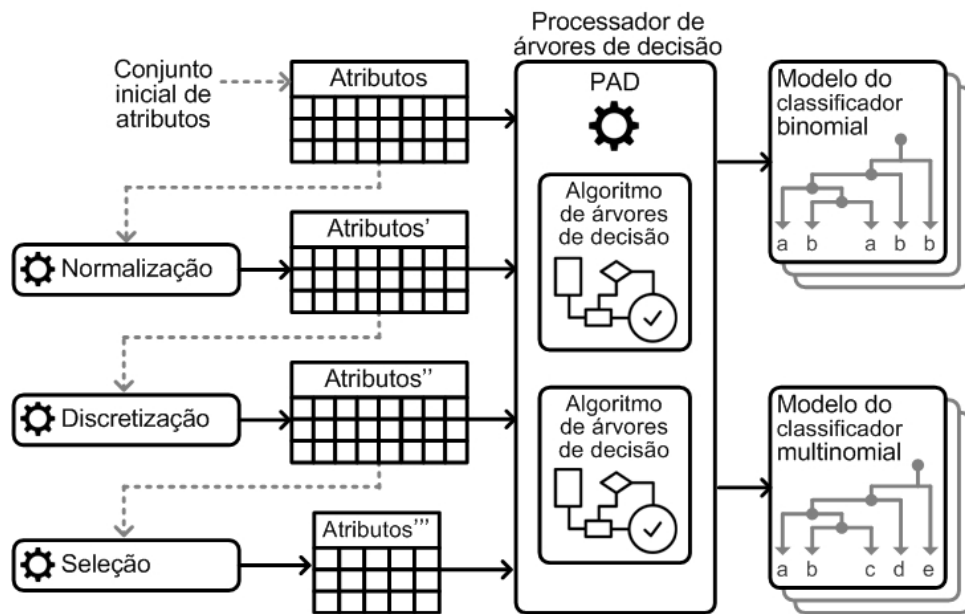 Processador de
árvores de decisão
Conjunto
inicial de
atributos
Atributos
PAD
Modelo do
classificador
binomial
a b a b b
Algoritmo
de árvores
de decisão
Normalização
Atributos'
Discretização
Atributos''
Algoritmo
de árvores
de decisão
Modelo do
classificador
multinomial
a b c d e
Seleção
Atributos'''